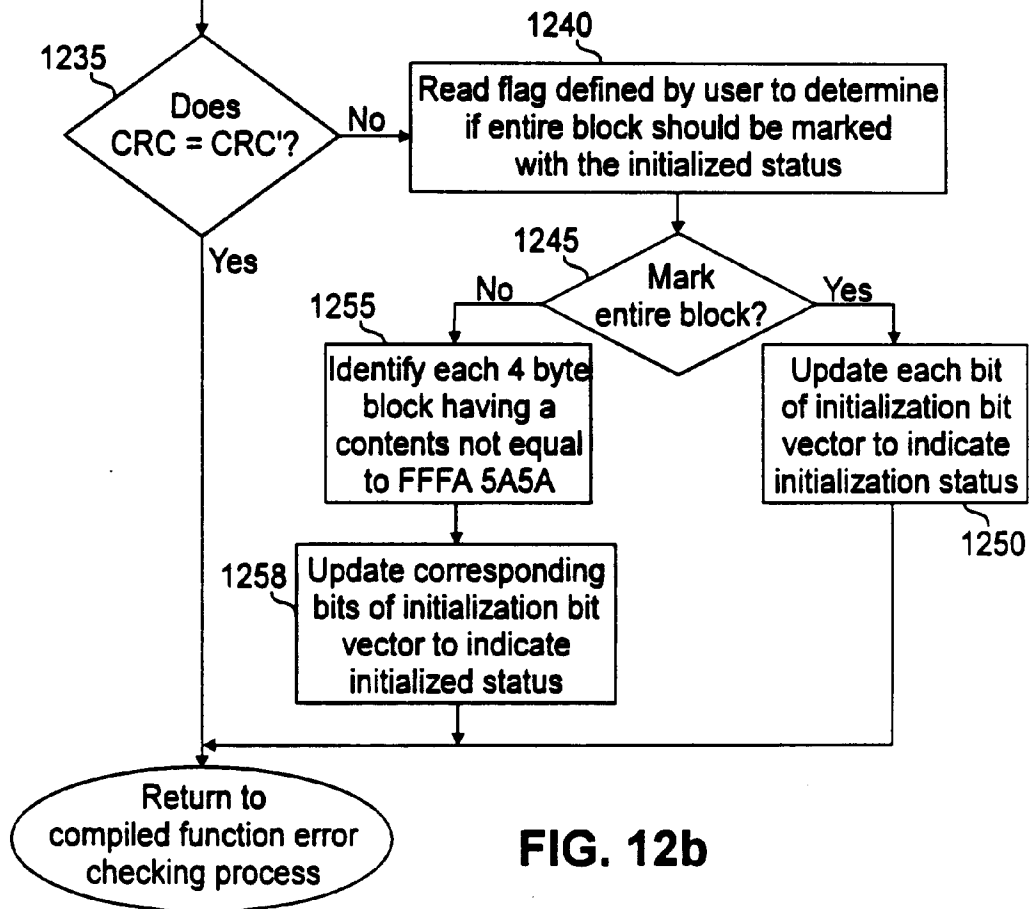 1235
Does
CRC = CRC'?
No
Yes
1240
Read flag defined by user to determine
if entire block should be marked
with the initialized status
1245
Mark
entire block?
No
Yes
1255
Identify each 4 byte
block having a
contents not equal
to FFFA 5A5A
Update each bit
of initialization bit
vector to indicate
initialization status
1250
1258
Update corresponding
bits of initialization bit
vector to indicate
initialized status
Return to
compiled function error
checking process
FIG. 12b